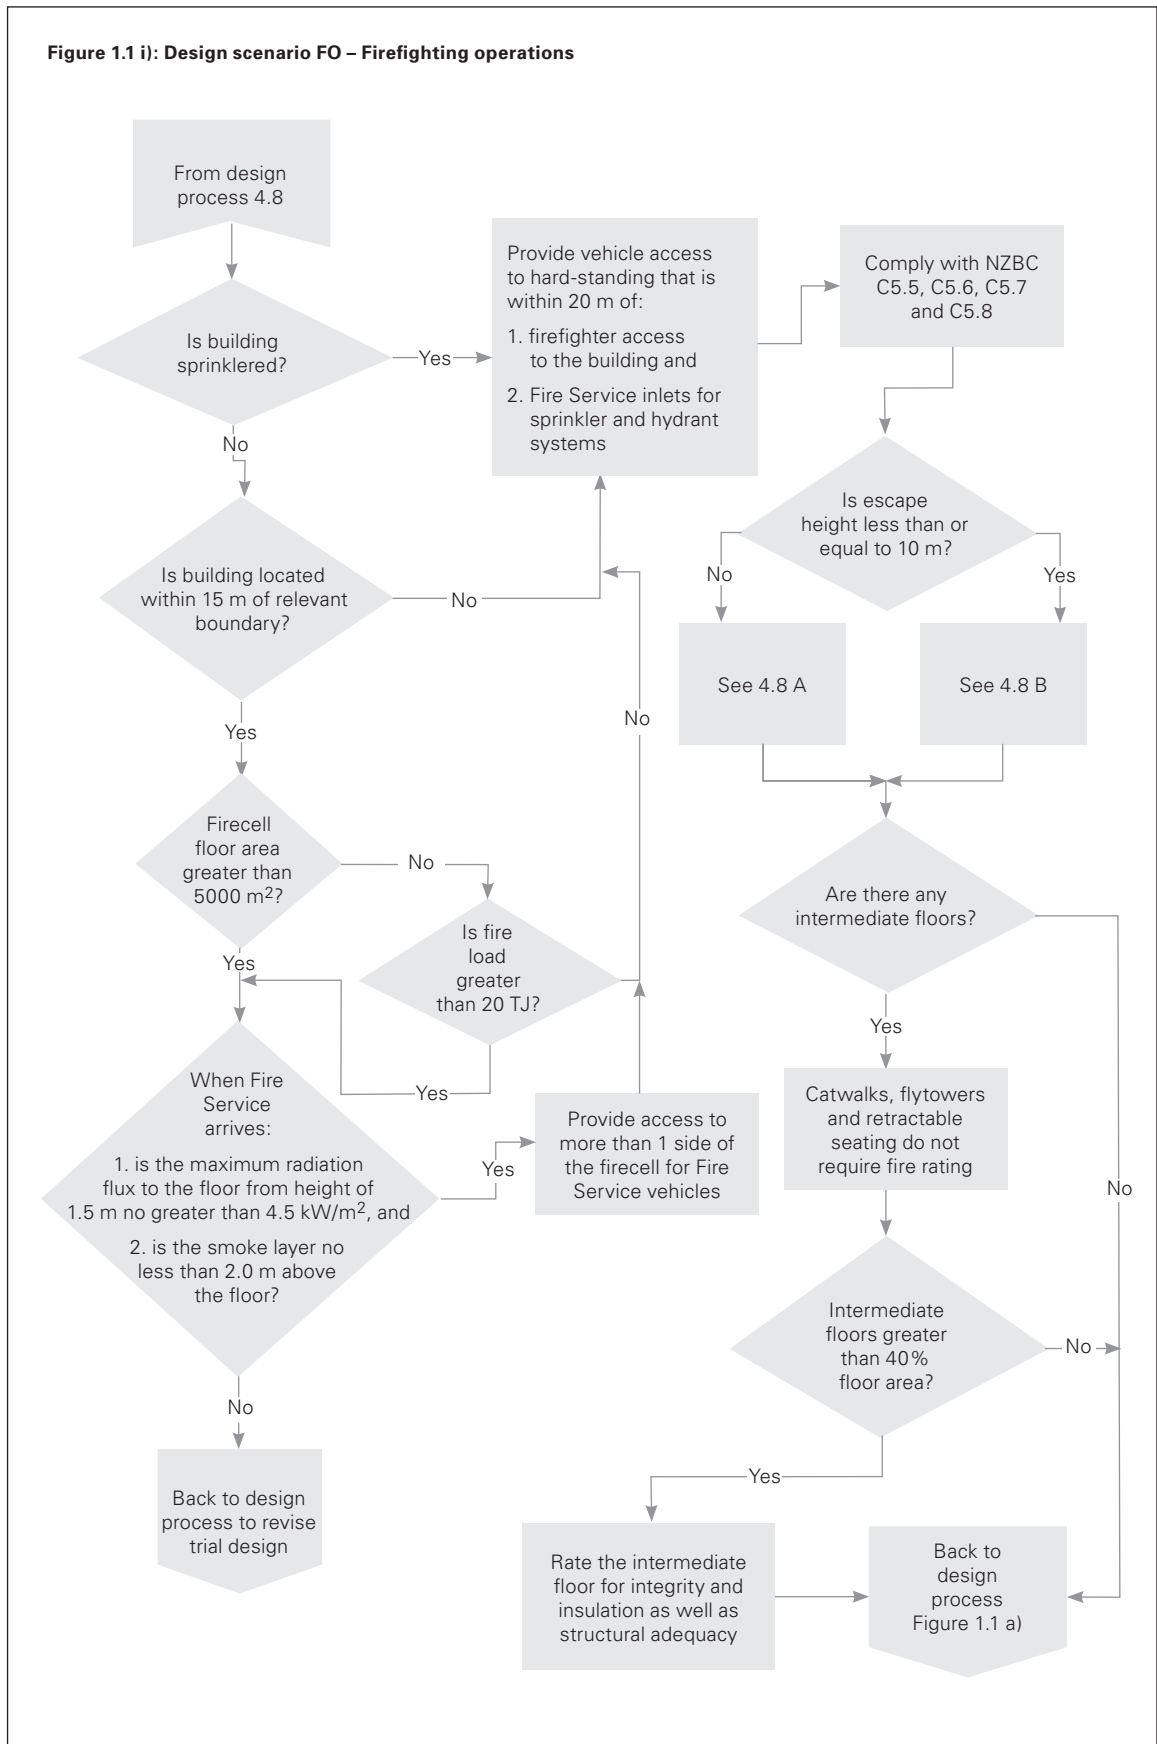 Figure 1.1 i): Design scenario FO – Firefighting operations
From design
process 4.8
Is building
sprinklered?
Yes
No
Provide vehicle access
to hard-standing that is
within 20 m of:
1. firefighter access
to the building and
2. Fire Service inlets for
sprinkler and hydrant
systems
Comply with NZBC
C5.5, C5.6, C5.7
and C5.8
Is building located
within 15 m of relevant
boundary?
No
Yes
Is escape
height less than or
equal to 10 m?
No
Yes
See 4.8 A
See 4.8 B
Firecell
floor area
greater than
5000 m²?
No
Yes
Is fire
load
greater
than 20 TJ?
No
Yes
When Fire
Service
arrives:
1. is the maximum radiation
flux to the floor from height of
1.5 m no greater than 4.5 kW/m², and
2. is the smoke layer no
less than 2.0 m above
the floor?
Yes
No
Provide access to
more than 1 side of
the firecell for Fire
Service vehicles
Back to design
process to revise
trial design
Are there any
intermediate floors?
Yes
No
Catwalks, flytowers
and retractable
seating do not
require fire rating
Intermediate
floors greater
than 40%
floor area?
No
Yes
Rate the intermediate
floor for integrity and
insulation as well as
structural adequacy
Back to
design
process
Figure 1.1 a)